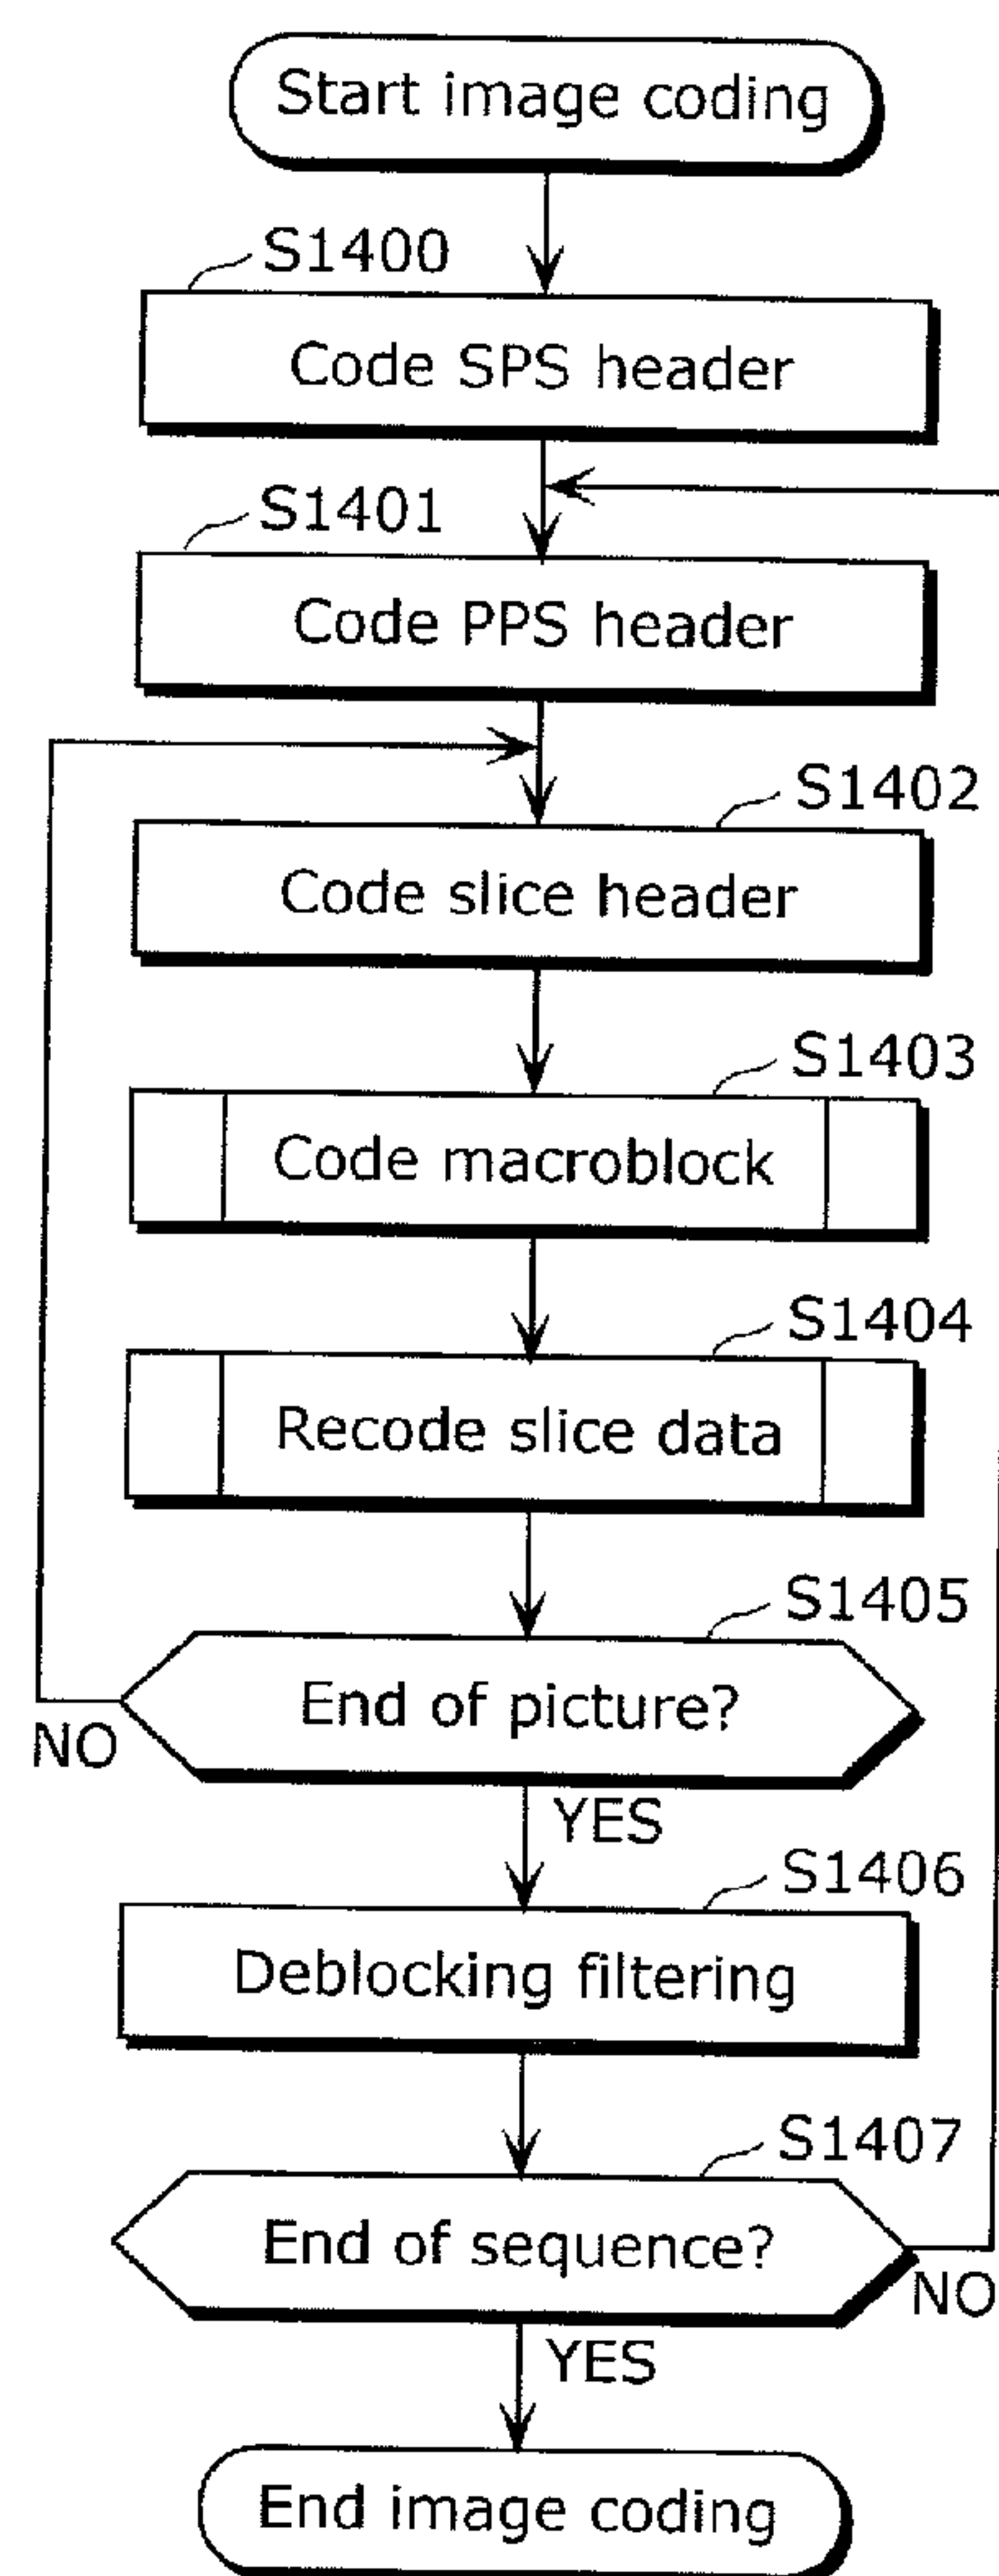 Start image coding
S1400
Code SPS header
S1401
Code PPS header
S1402
Code slice header
S1403
Code macroblock
S1404
Recode slice data
S1405
End of picture?
NO
YES
S1406
Deblocking filtering
S1407
End of sequence?
NO
YES
End image coding